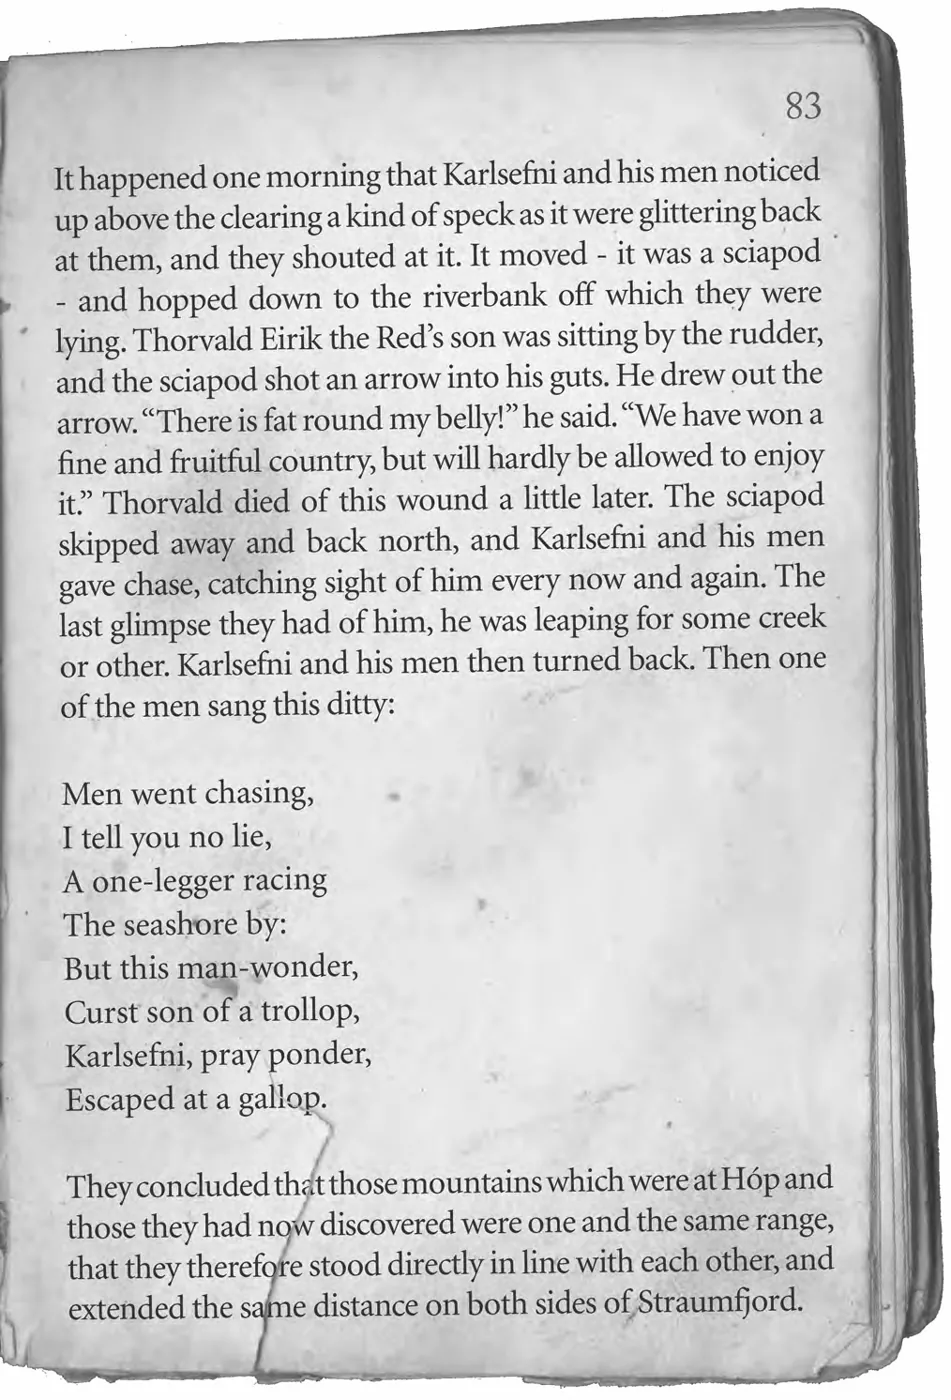 83
It happened one morning that Karlsefni and his men noticed
up above the clearing a kind of speck as it were glittering back
at them, and they shouted at it. It moved - it was a sciapod
- and hopped down to the riverbank off which they were
lying. Thorvald Eirik the Red’s son was sitting by the rudder,
and the sciapod shot an arrow into his guts. He drew out the
arrow. “There is fat round my belly!” he said. “We have won a
fine and fruitful country, but will hardly be allowed to enjoy
it.” Thorvald died of this wound a little later. The sciapod
skipped away and back north, and Karlsefni and his men
gave chase, catching sight of him every now and again. The
last glimpse they had of him, he was leaping for some creek
or other. Karlsefni and his men then turned back. Then one
of the men sang this ditty:
Men went chasing,
I tell you no lie,
A one-legger racing
The seashore by:
But this man-wonder,
Curst son of a trollop,
Karlsefni, pray ponder,
Escaped at a gallop.
They concluded that those mountains which were at Hóp and
those they had now discovered were one and the same range,
that they therefore stood directly in line with each other, and
extended the same distance on both sides of Straumfjord.